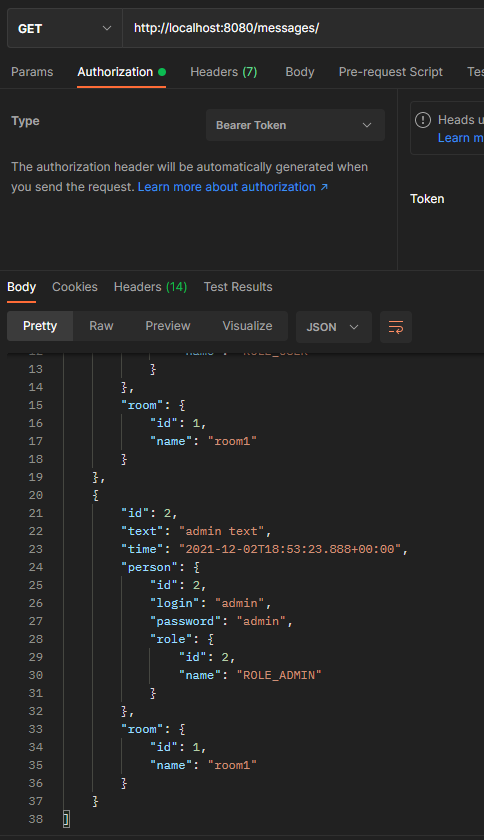 GET http://localhost:8080/messages/
Params Authorization Headers (7) Body Pre-request Script
Type Bearer Token
Heads
Learn
The authorization header will be automatically generated when
you send the request. Learn more about authorization ↗
Token
Body Cookies Headers (14) Test Results
Pretty Raw Preview Visualize JSON
13 }
14 },
15 "room": {
16 "id": 1,
17 "name": "room1"
18 }
19 },
20 {
21 "id": 2,
22 "text": "admin text",
23 "time": "2021-12-02T18:53:23.888+00:00",
24 "person": {
25 "id": 2,
26 "login": "admin",
27 "password": "admin",
28 "role": {
29 "id": 2,
30 "name": "ROLE_ADMIN"
31 }
32 },
33 "room": {
34 "id": 1,
35 "name": "room1"
36 }
37 }
38 ]